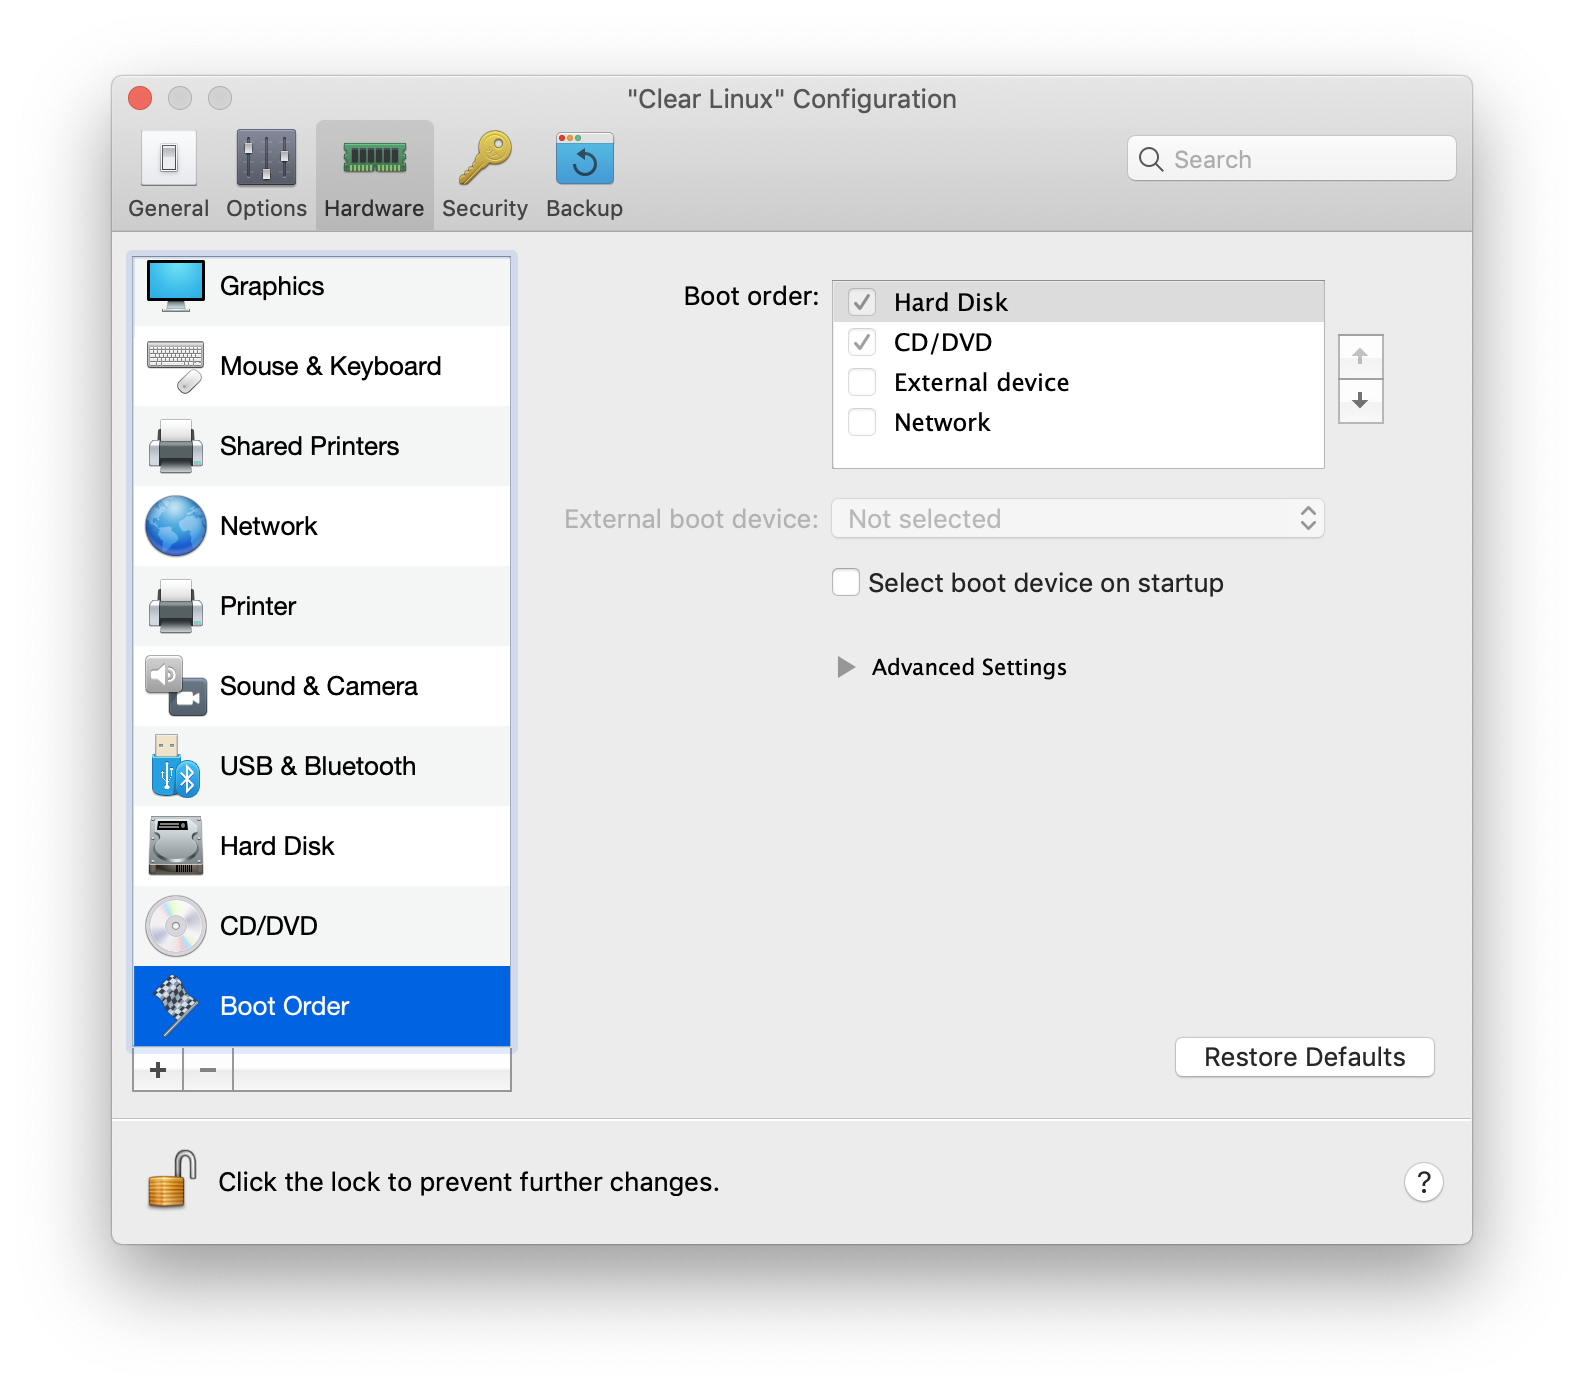 "Clear Linux" Configuration
General
Options
Hardware
Security
Backup
Search
Graphics
Mouse & Keyboard
Shared Printers
Network
Printer
Sound & Camera
USB & Bluetooth
Hard Disk
CD/DVD
Boot Order
Boot order:
Hard Disk
CD/DVD
External device
Network
External boot device:
Not selected
Select boot device on startup
Advanced Settings
Restore Defaults
Click the lock to prevent further changes.
?